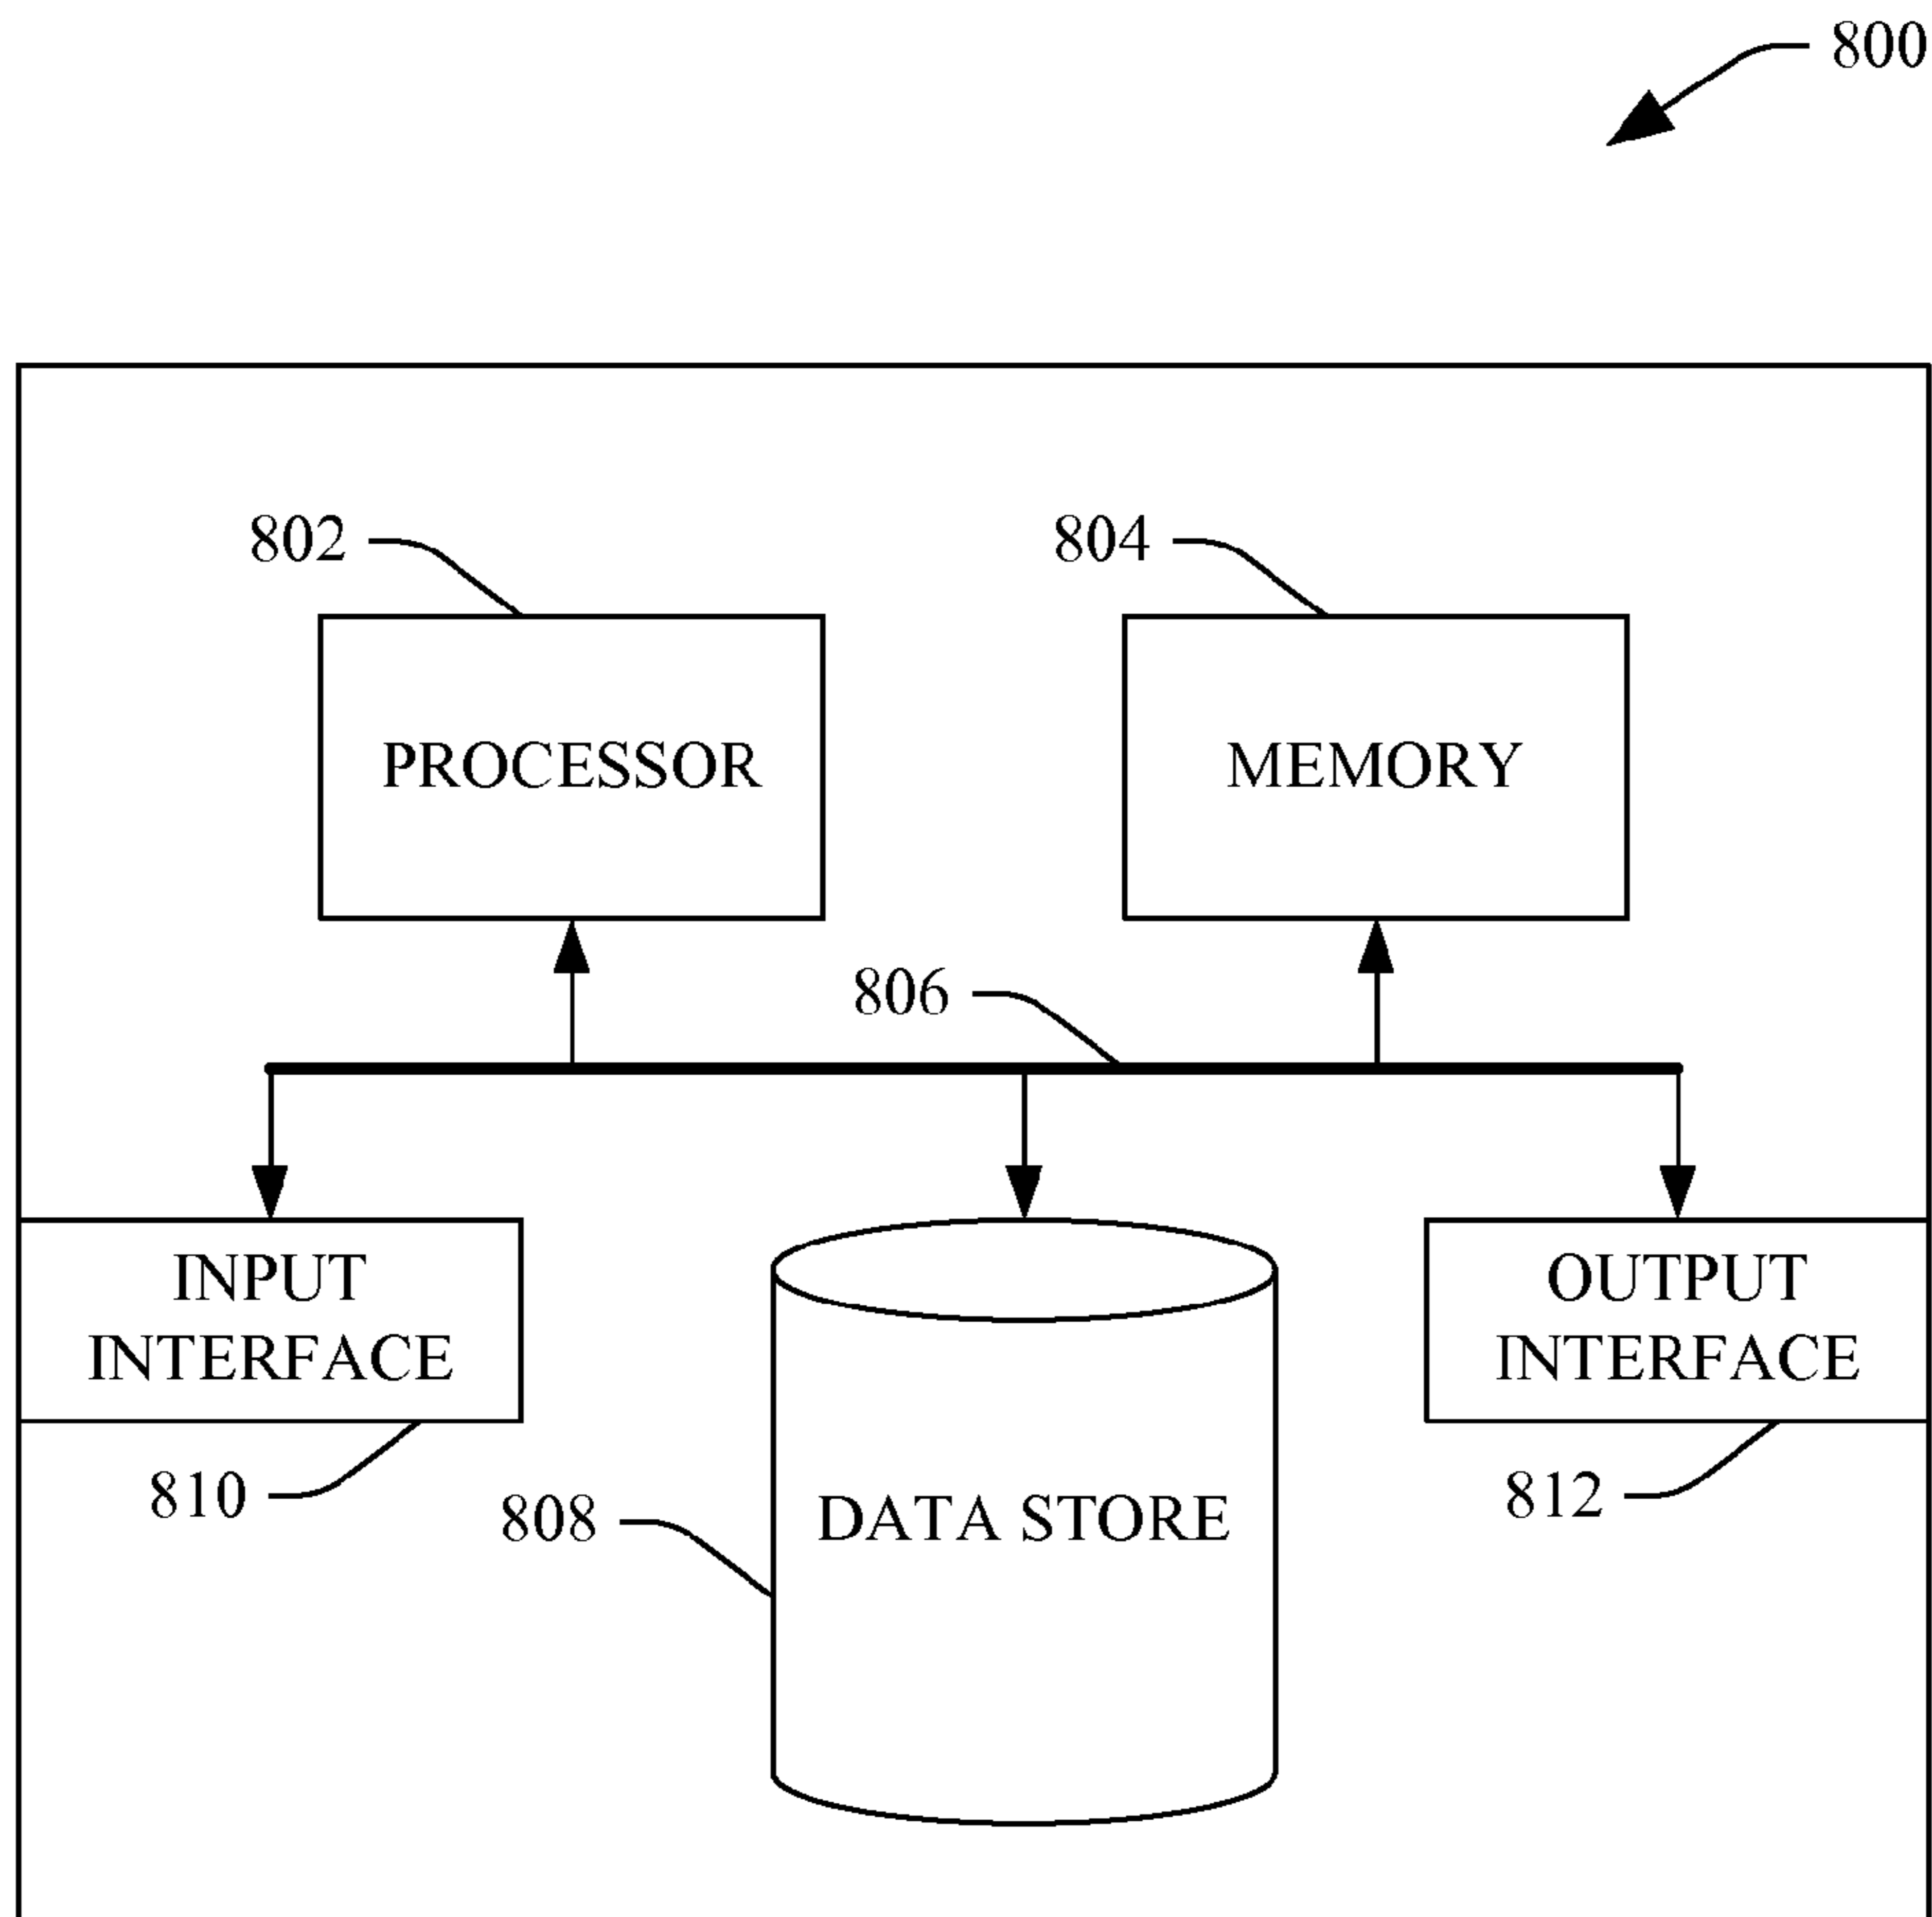 800
802
804
PROCESSOR
MEMORY
806
INPUT
INTERFACE
OUTPUT
INTERFACE
810
808
DATA STORE
812